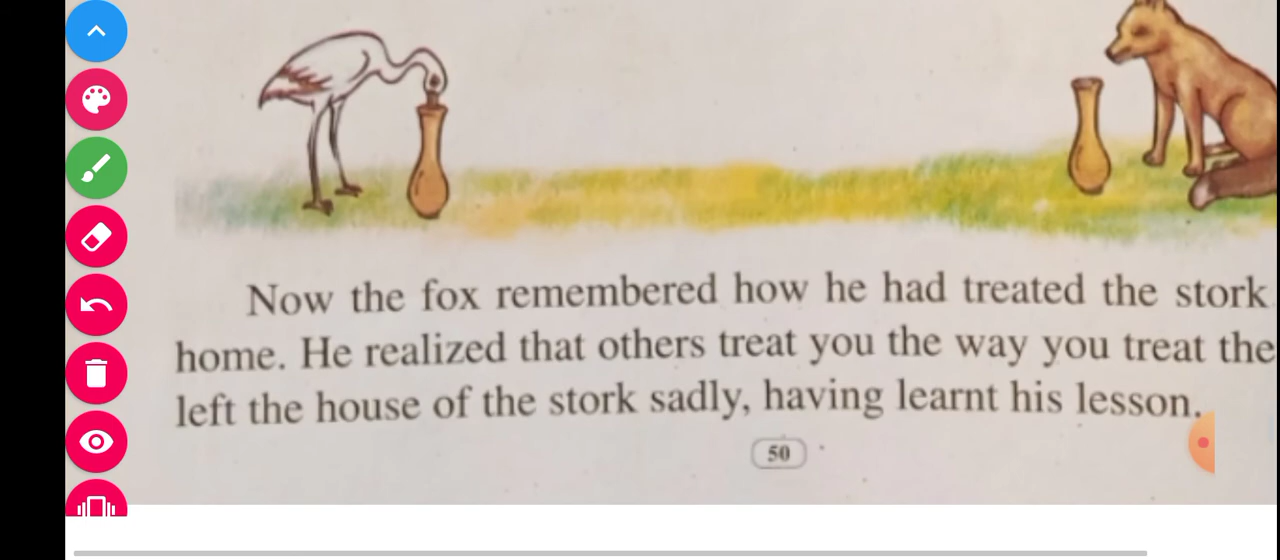 Now the fox remembered how he had treated the stork
home. He realized that others treat you the way you treat the
left the house of the stork sadly, having learnt his lesson.
50